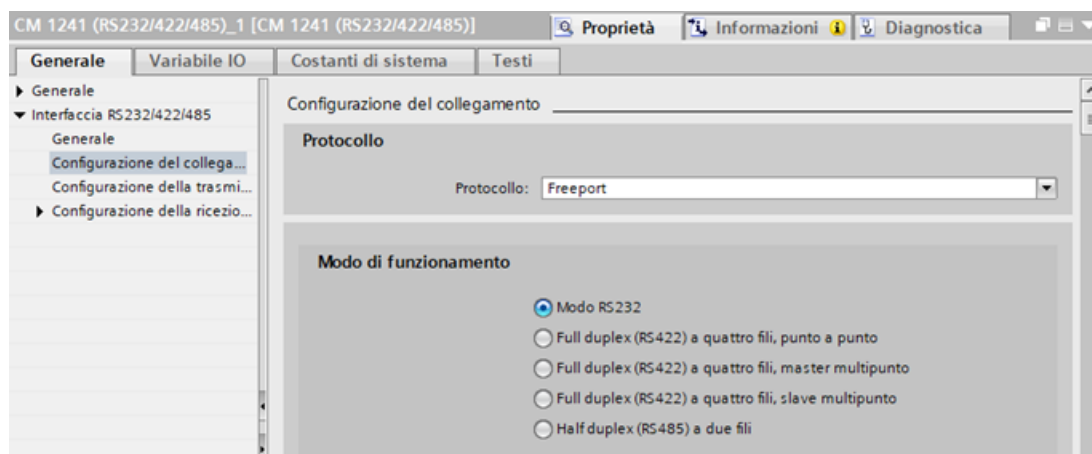 CM 1241 (RS232/422/485)_1 [CM 1241 (RS232/422/485)]
Proprietà
Informazioni
Diagnostica
Generale
Variabile IO
Costanti di sistema
Testi
Generale
Interfaccia RS232/422/485
Generale
Configurazione del collega...
Configurazione della trasmi...
Configurazione della ricezio...
Configurazione del collegamento
Protocollo
Protocollo: Freeport
Modo di funzionamento
Modo RS232
Full duplex (RS422) a quattro fili, punto a punto
Full duplex (RS422) a quattro fili, master multipunto
Full duplex (RS422) a quattro fili, slave multipunto
Half duplex (RS485) a due fili